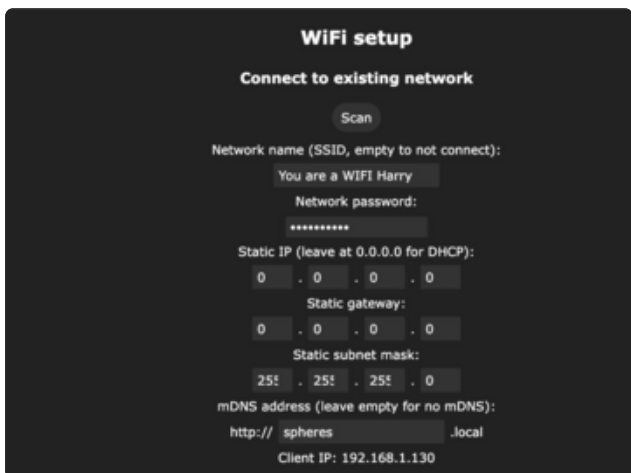 WiFi setup
Connect to existing network
Scan
Network name (SSID, empty to not connect):
You are a WIFI Harry
Network password:
••••••••••
Static IP (leave at 0.0.0.0 for DHCP):
0 . 0 . 0 . 0
Static gateway:
0 . 0 . 0 . 0
Static subnet mask:
255 . 255 . 255 . 0
mDNS address (leave empty for no mDNS):
http:// spheres .local
Client IP: 192.168.1.130